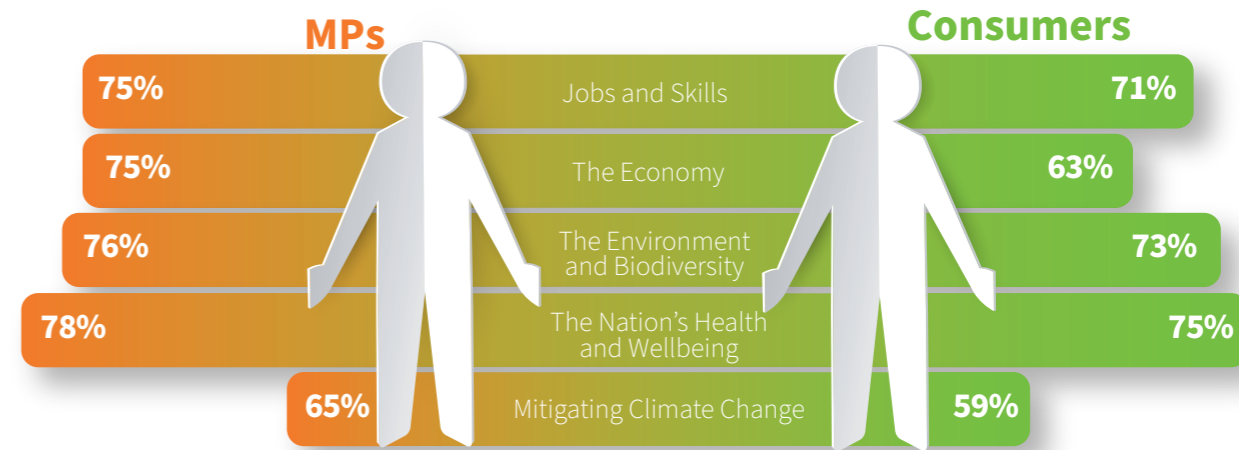 MPs
Consumers
75%
Jobs and Skills
71%
75%
The Economy
63%
76%
The Environment
and Biodiversity
73%
78%
The Nation’s Health
and Wellbeing
75%
65%
Mitigating Climate Change
59%